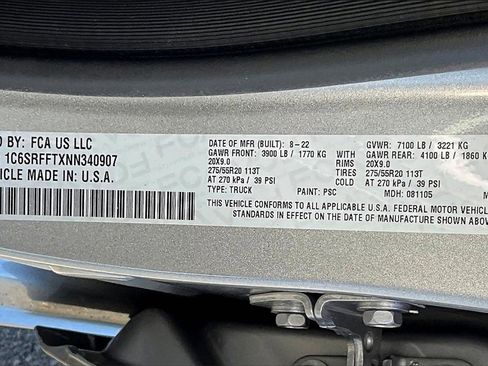 D BY: FCA US LLC
1C6SRFFTXNN340907
EHICLE MADE IN: U.S.A.
DATE OF MFR (BUILT): 8-22 GVWR: 7100 LB / 3221 KG
GAWR FRONT: 3900 LB / 1770 KG WITH GAWR REAR: 4100 LB / 1860 KG
20X9.0 RIMS 20X9.0
275/55R20 113T TIRES 275/55R20 113T
AT 270 kPa / 39 PSI AT 270 kPa / 39 PSI
TYPE: TRUCK PAINT: PSC MDH: 081105 M
THIS VEHICLE CONFORMS TO ALL APPLICABLE U.S.A. FEDERAL MOTOR VEHICL
STANDARDS IN EFFECT ON THE DATE OF MANUFACTURE SHOWN ABOVE